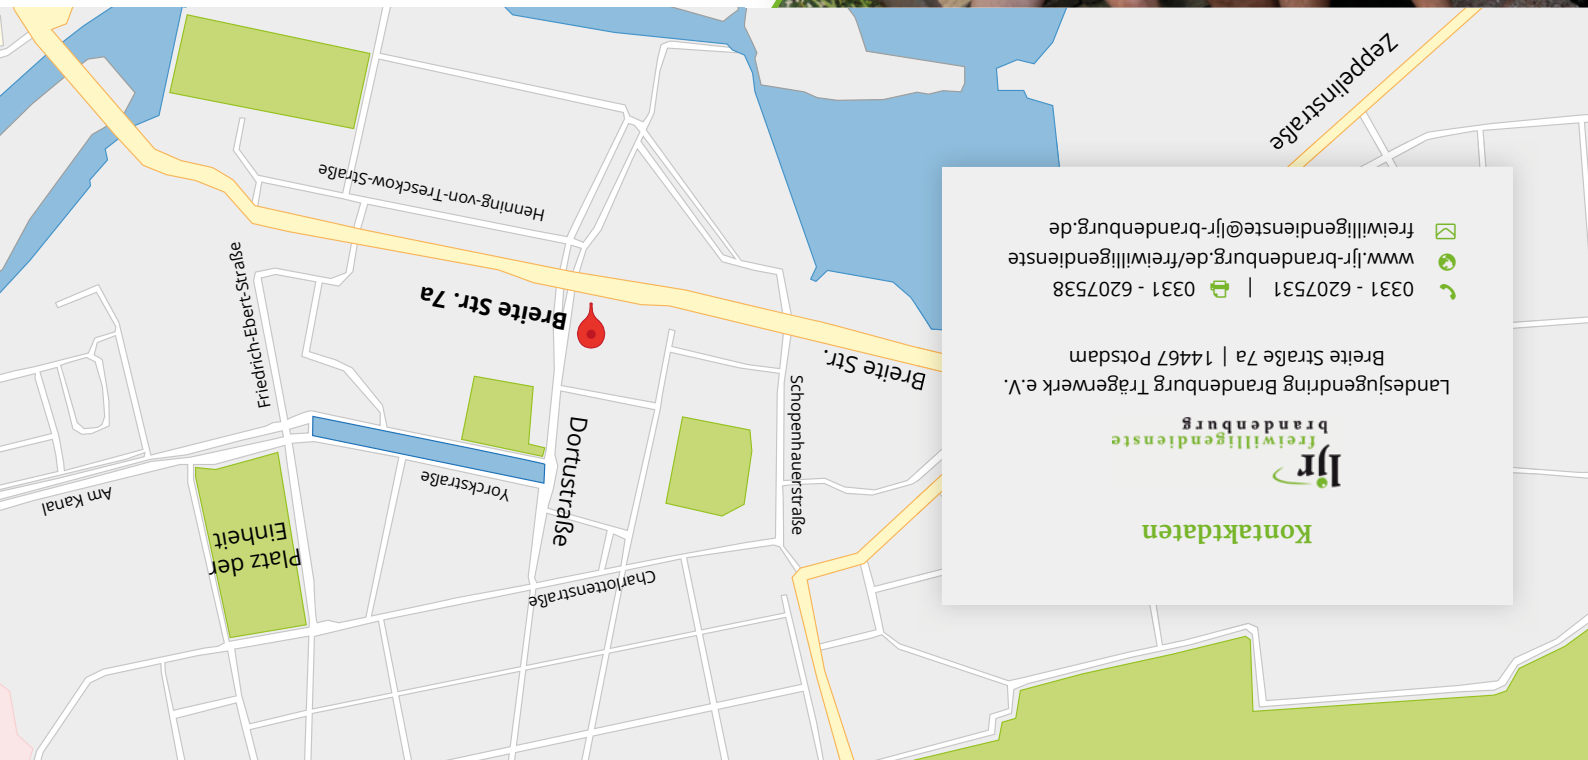 Kontaktdaten
ljr
freiwilligendienste
brandenburg
Landesjugendring Brandenburg Trägerwerk e.V.
Breite Straße 7a | 14467 Potsdam
0331 - 6207531 | 0331 - 6207538
www.ljr-brandenburg.de/freiwilligendienste
freiwilligendienste@ljr-brandenburg.de
Platz der
Einheit
Charlottenstraße
Am Kanal
Yorckstraße
Dortustraße
Schopenhauerstraße
Friedrich-Ebert-Straße
Breite Str.
Breite Str. 7a
Henning-von-Tresckow-Straße
Zeppelinstraße